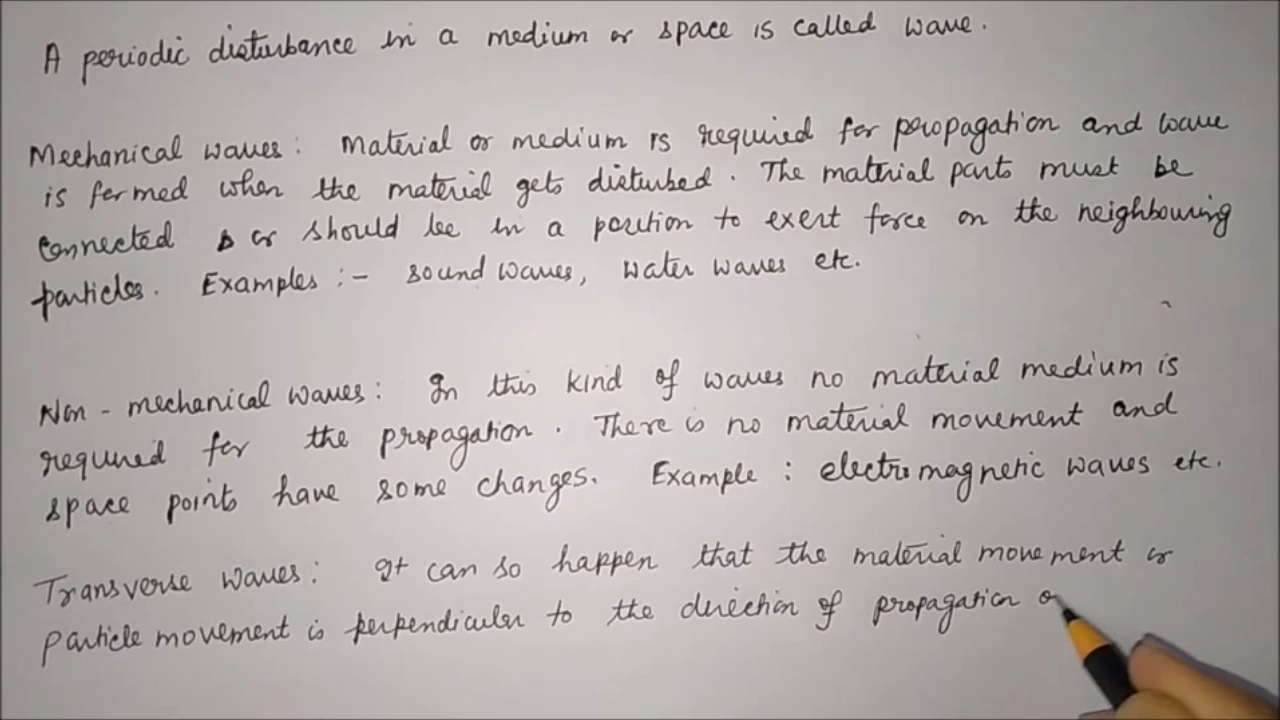 A periodic disturbance in a medium or space is called wave.
Mechanical waves: Material or medium is required for propagation and wave
is formed when the material gets disturbed. The material parts must be
connected or should be in a position to exert force on the neighbouring
particles. Examples :- sound waves, water waves etc.
Non-mechanical waves: In this kind of waves no material medium is
required for the propagation. There is no material movement and
space points have some changes. Example : electromagnetic waves etc.
Transverse waves: It can so happen that the material movement or
particle movement is perpendicular to the direction of propagation o